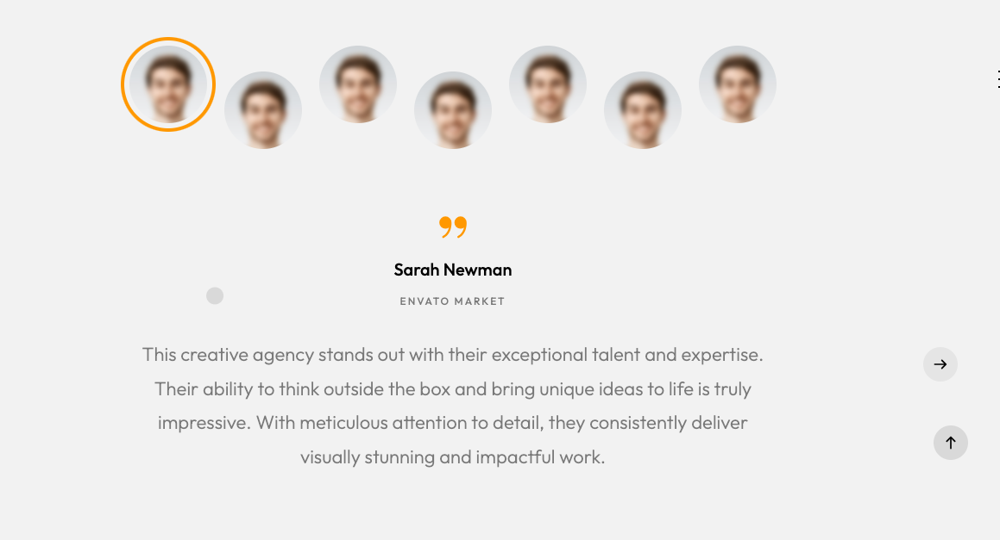 Sarah Newman
ENVATO MARKET
This creative agency stands out with their exceptional talent and expertise.
Their ability to think outside the box and bring unique ideas to life is truly
impressive. With meticulous attention to detail, they consistently deliver
visually stunning and impactful work.